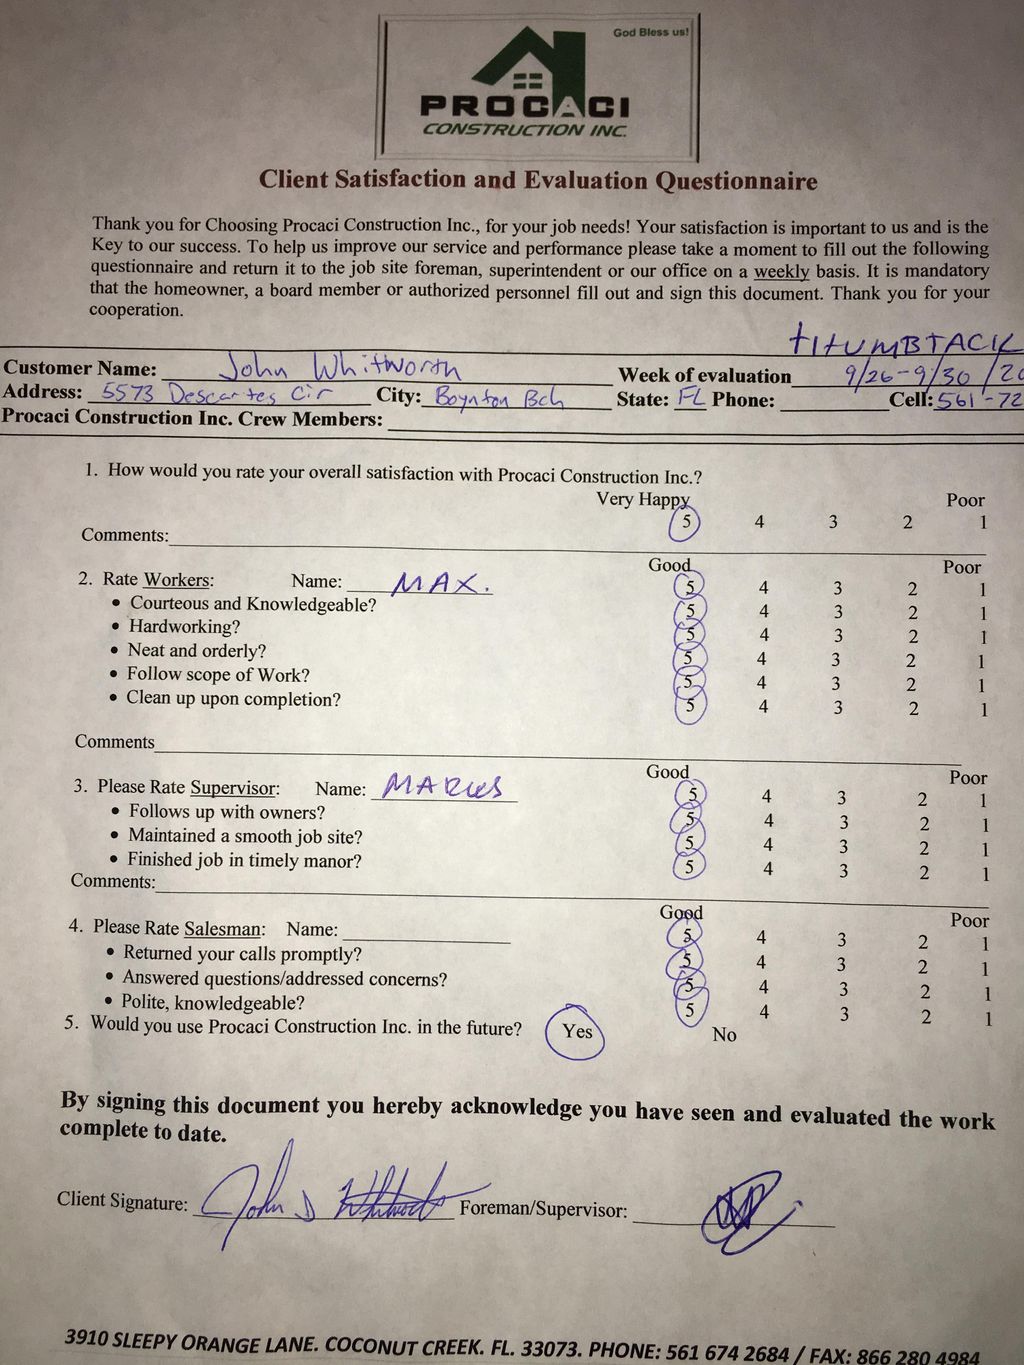 God Bless us!
PROCACI
CONSTRUCTION INC.
Client Satisfaction and Evaluation Questionnaire
Thank you for Choosing Procaci Construction Inc., for your job needs! Your satisfaction is important to us and is the
Key to our success. To help us improve our service and performance please take a moment to fill out the following
questionnaire and return it to the job site foreman, superintendent or our office on a weekly basis. It is mandatory
that the homeowner, a board member or authorized personnel fill out and sign this document. Thank you for your
cooperation.
tHUMBTACK
Customer Name: John Whitworth Week of evaluation 9/26-9/30/20
Address: 5573 Descartes Cir City: Boynton Bch State: FL Phone: Cell: 561-72
Procaci Construction Inc. Crew Members:
1. How would you rate your overall satisfaction with Procaci Construction Inc.?
Very Happy Poor
5 4 3 2 1
Comments:
Good Poor
2. Rate Workers: Name: MAX. 5 4 3 2 1
• Courteous and Knowledgeable? 5 4 3 2 1
• Hardworking? 5 4 3 2 1
• Neat and orderly? 5 4 3 2 1
• Follow scope of Work? 5 4 3 2 1
• Clean up upon completion? 5 4 3 2 1
Comments
Good Poor
3. Please Rate Supervisor: Name: MARcus 5 4 3 2 1
• Follows up with owners? 5 4 3 2 1
• Maintained a smooth job site? 5 4 3 2 1
• Finished job in timely manor? 5 4 3 2 1
Comments:
Good Poor
4. Please Rate Salesman: Name: 5 4 3 2 1
• Returned your calls promptly? 5 4 3 2 1
• Answered questions/addressed concerns? 5 4 3 2 1
• Polite, knowledgeable? 5 4 3 2 1
5. Would you use Procaci Construction Inc. in the future? Yes No
By signing this document you hereby acknowledge you have seen and evaluated the work
complete to date.
Client Signature: John D Whitworth Foreman/Supervisor:
3910 SLEEPY ORANGE LANE. COCONUT CREEK. FL. 33073. PHONE: 561 674 2684 / FAX: 866 280 4984